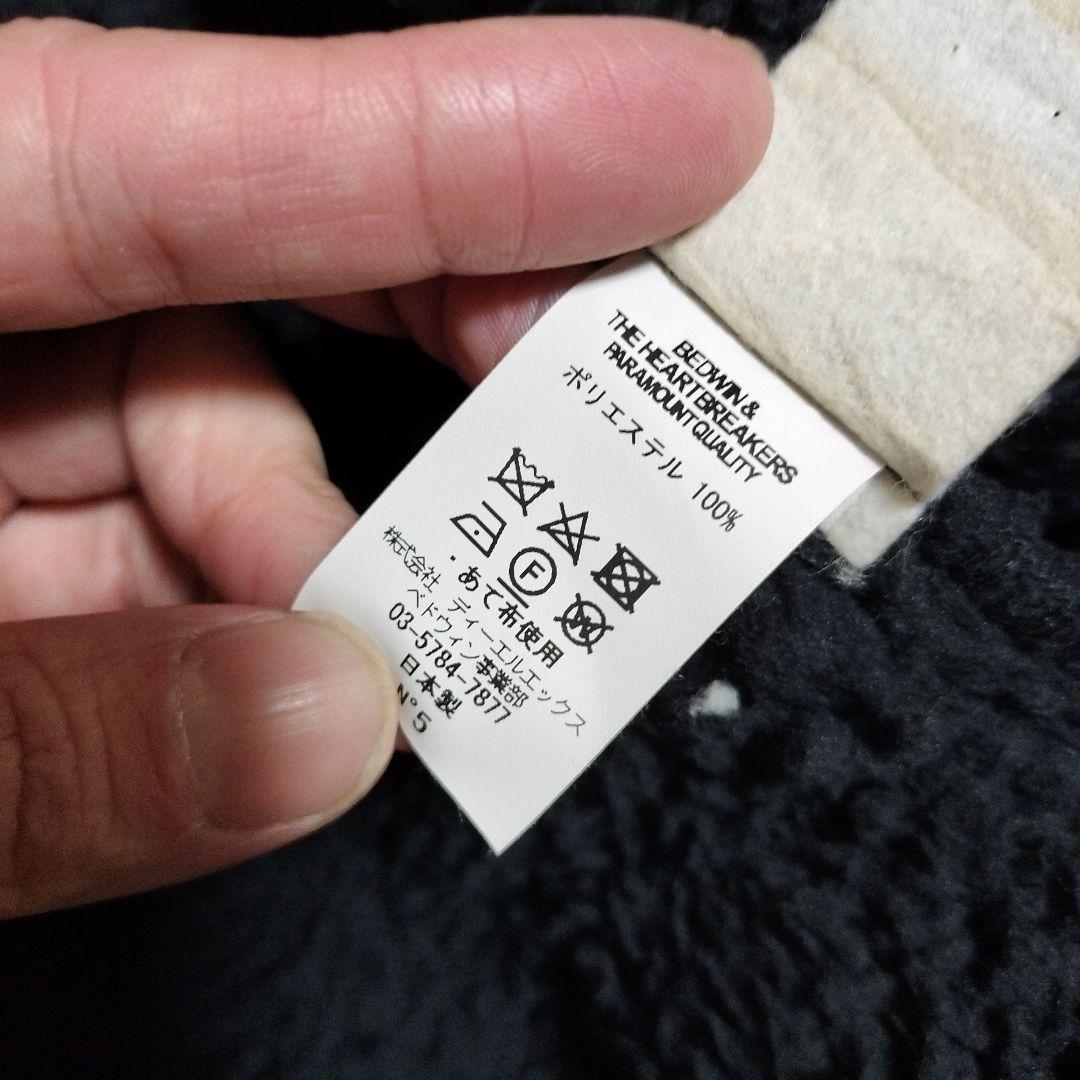 BEDWIN &
THE HEARTBREAKERS
PARAMOUNT QUALITY
ポリエステル 100%
F
W
・あて布使用
株式会社 ディーエルエックス
ベドウィン事業部
03-5784-7877
日本製
N°5